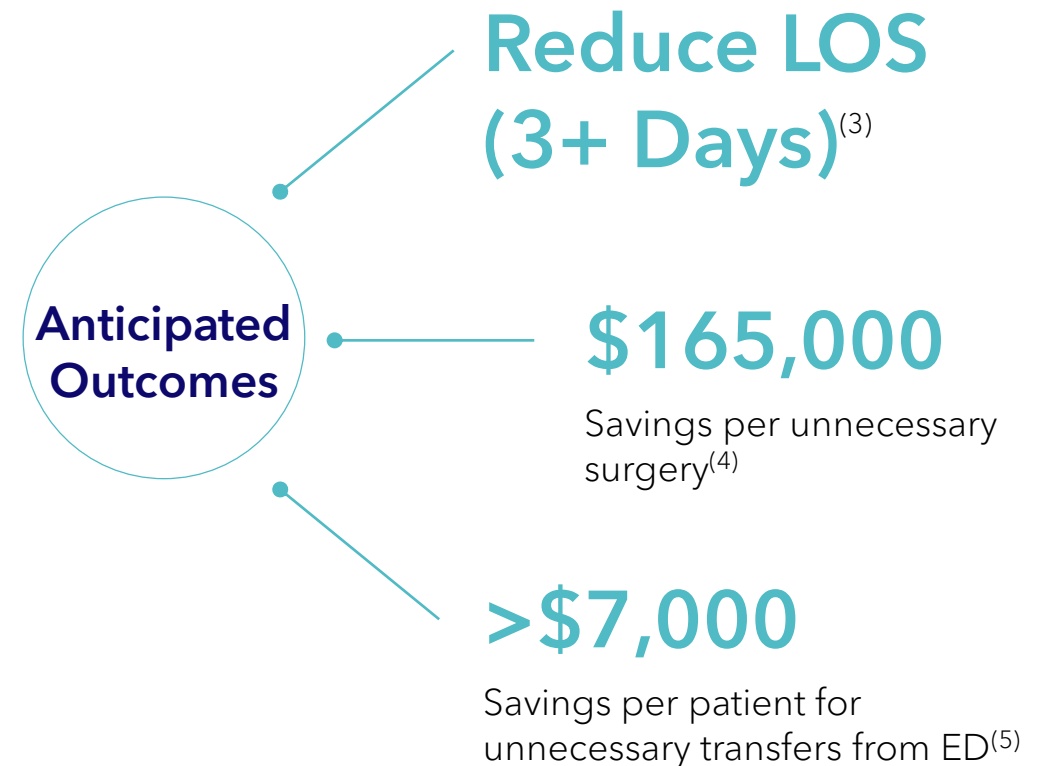 Reduce LOS
(3+ Days)(3)
Anticipated
Outcomes
$165,000
Savings per unnecessary
surgery(4)
>$7,000
Savings per patient for
unnecessary transfers from ED(5)